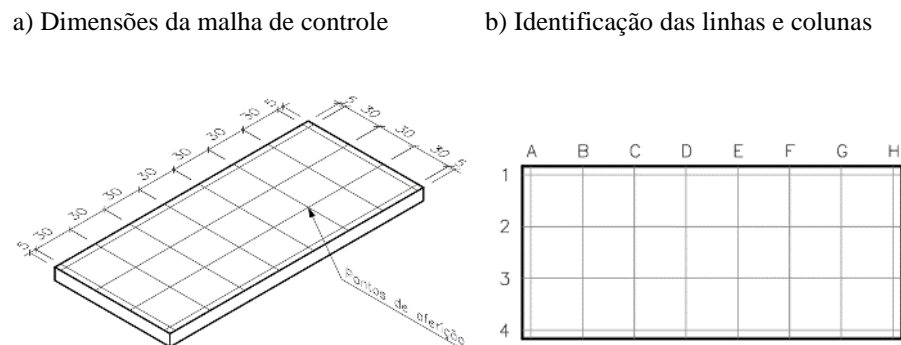 a) Dimensões da malha de controle
b) Identificação das linhas e colunas
5 30 30 30 30 30 30 30 5
5 30 30 30 5
Pontos de aferição
A B C D E F G H
1
2
3
4